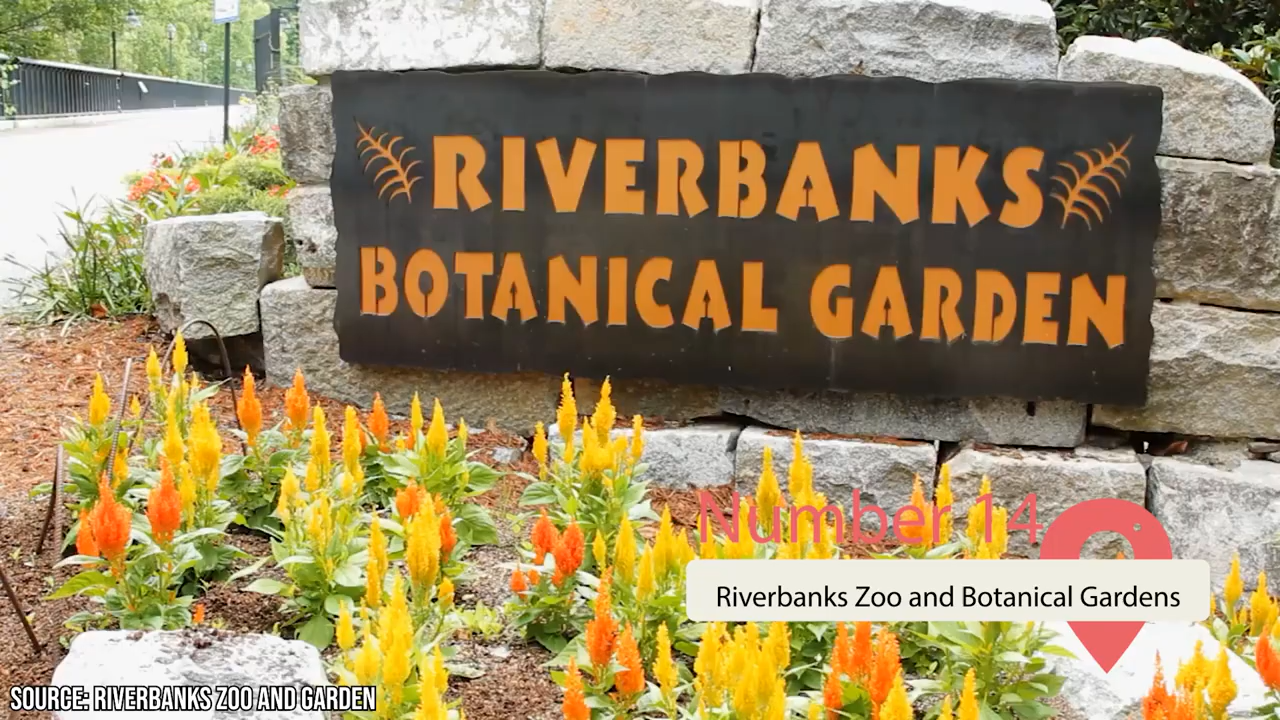 RIVERBANKS
BOTANICAL GARDEN
Number 14
Riverbanks Zoo and Botanical Gardens
SOURCE: RIVERBANKS ZOO AND GARDEN